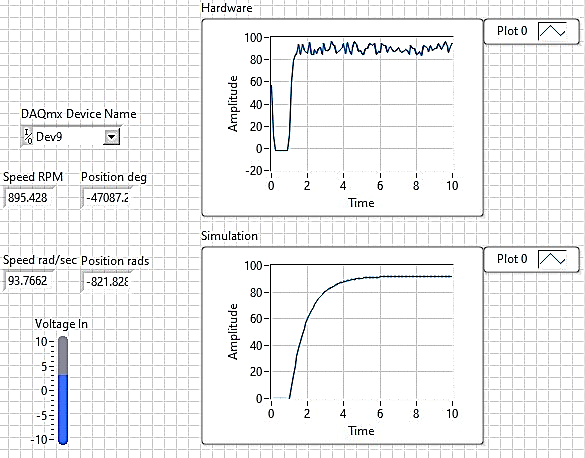 Hardware
Plot 0
100
80
60
40
20
0
-20
Amplitude
0 2 4 6 8 10
Time
DAQmx Device Name
I/O Dev9
Speed RPM Position deg
895.428 -47087.2
Simulation
Plot 0
100
80
60
40
20
0
Amplitude
0 2 4 6 8 10
Time
Speed rad/sec Position rads
93.7662 -821.828
Voltage In
10
5
0
-5
-10